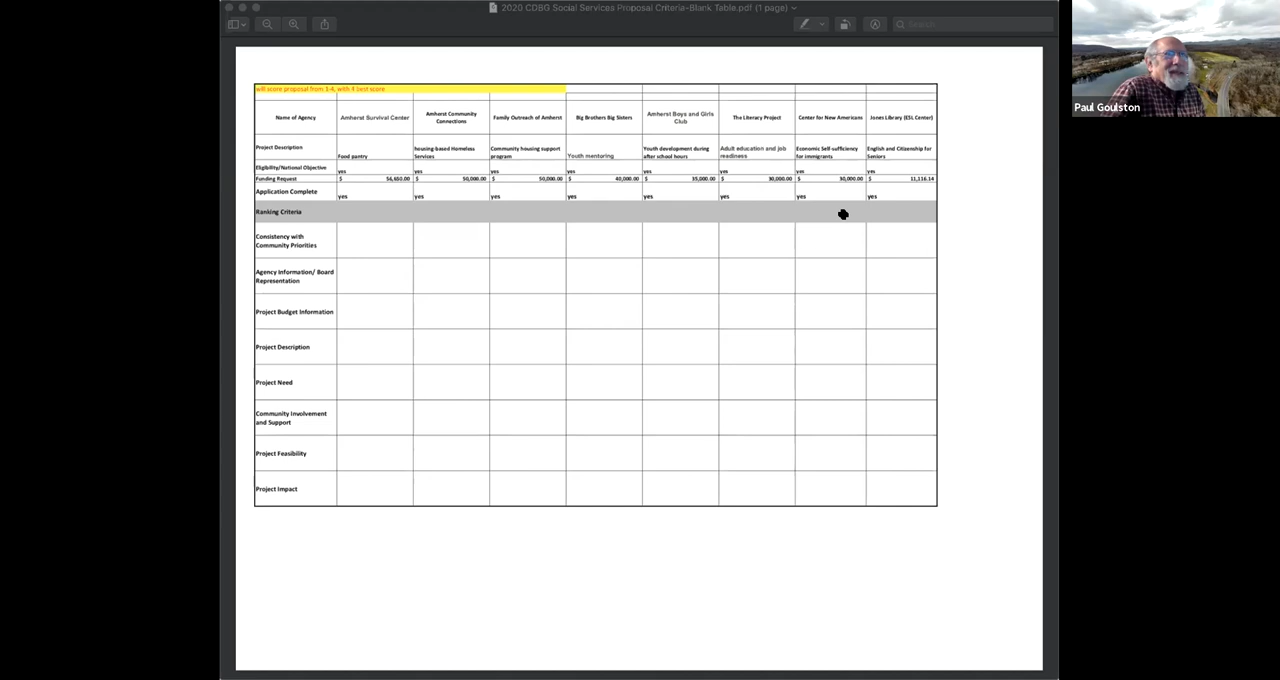 2020 CDBG Social Services Proposal Criteria-Blank Table.pdf (1 page)
Search
Paul Goulston
will score proposal from 1-4, with 4 best score
Name of Agency Amherst Survival Center Amherst Community Connections Family Outreach of Amherst Big Brothers Big Sisters Amherst Boys and Girls Club The Literacy Project Center for New Americans Jones Library (ESL Center)
Project Description Food pantry housing-based Homeless Services Community housing support program Youth mentoring Youth development during after school hours Adult education and job readiness Economic Self-sufficiency for immigrants English and Citizenship for Seniors
Eligibility/National Objective yes yes yes yes yes yes yes yes
Funding Request $ 56,650.00 $ 50,000.00 $ 50,000.00 $ 40,000.00 $ 35,000.00 $ 30,000.00 $ 30,000.00 $ 11,116.14
Application Complete yes yes yes yes yes yes yes yes
Ranking Criteria
Consistency with
Community Priorities
Agency Information/ Board
Representation
Project Budget Information
Project Description
Project Need
Community Involvement
and Support
Project Feasibility
Project Impact